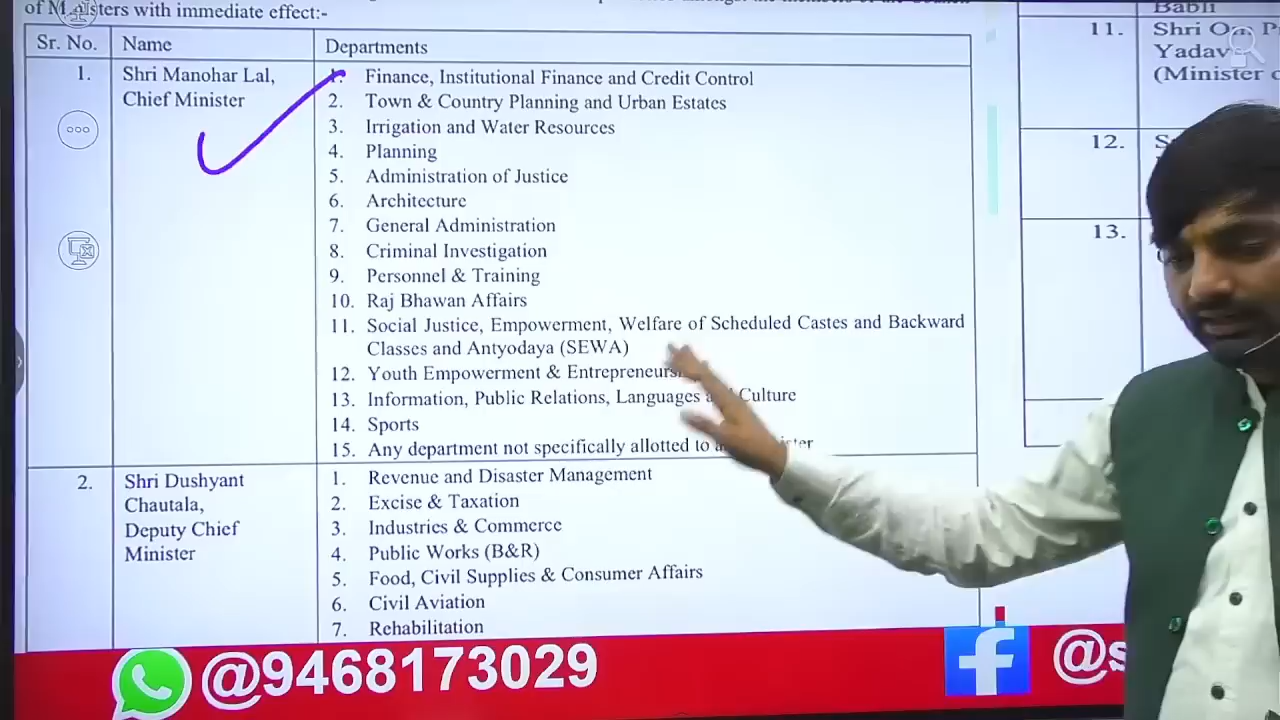 of Ministers with immediate effect:-
Sr. No. Name Departments
1. Shri Manohar Lal,
Chief Minister
1. Finance, Institutional Finance and Credit Control
2. Town & Country Planning and Urban Estates
3. Irrigation and Water Resources
4. Planning
5. Administration of Justice
6. Architecture
7. General Administration
8. Criminal Investigation
9. Personnel & Training
10. Raj Bhawan Affairs
11. Social Justice, Empowerment, Welfare of Scheduled Castes and Backward
Classes and Antyodaya (SEWA)
12. Youth Empowerment &
13. Information, Public Relations, Languages Culture
14. Sports
15. Any department not specifically allotted to
2. Shri Dushyant
Chautala,
Deputy Chief
Minister
1. Revenue and Disaster Management
2. Excise & Taxation
3. Industries & Commerce
4. Public Works (B&R)
5. Food, Civil Supplies & Consumer Affairs
6. Civil Aviation
7. Rehabilitation
Babli
11. Shri Om
Yadav
(Minister
12.
13.
@9468173029
f